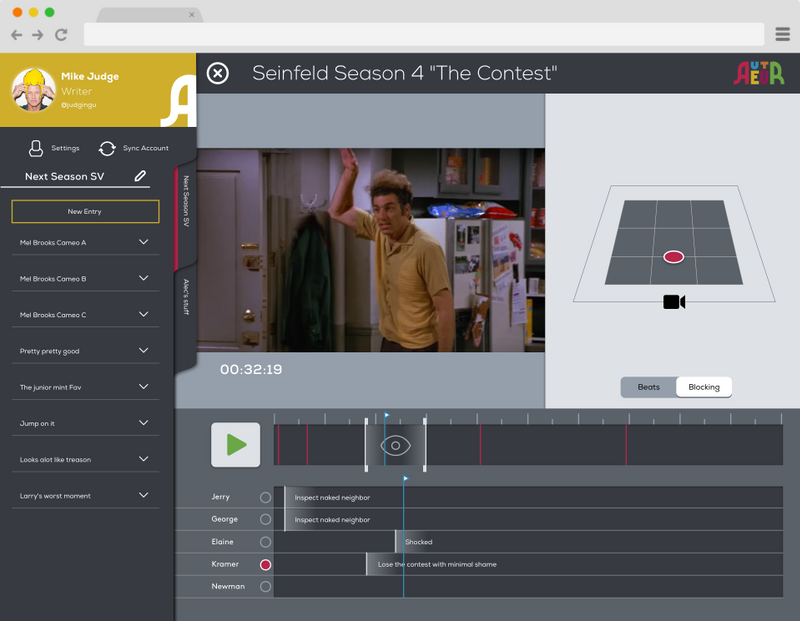 Mike Judge
Writer
@judgingu
Settings
Sync Account
Next Season SV
New Entry
Mel Brooks Cameo A
Mel Brooks Cameo B
Mel Brooks Cameo C
Pretty pretty good
The junior mint Fav
Jump on it
Looks alot like treason
Larry's worst moment
Next Season SV
Alec's stuff
Seinfeld Season 4 "The Contest"
AUTEUR
00:32:19
Beats
Blocking
Jerry
Inspect naked neighbor
George
Inspect naked neighbor
Elaine
Shocked
Kramer
Lose the contest with minimal shame
Newman